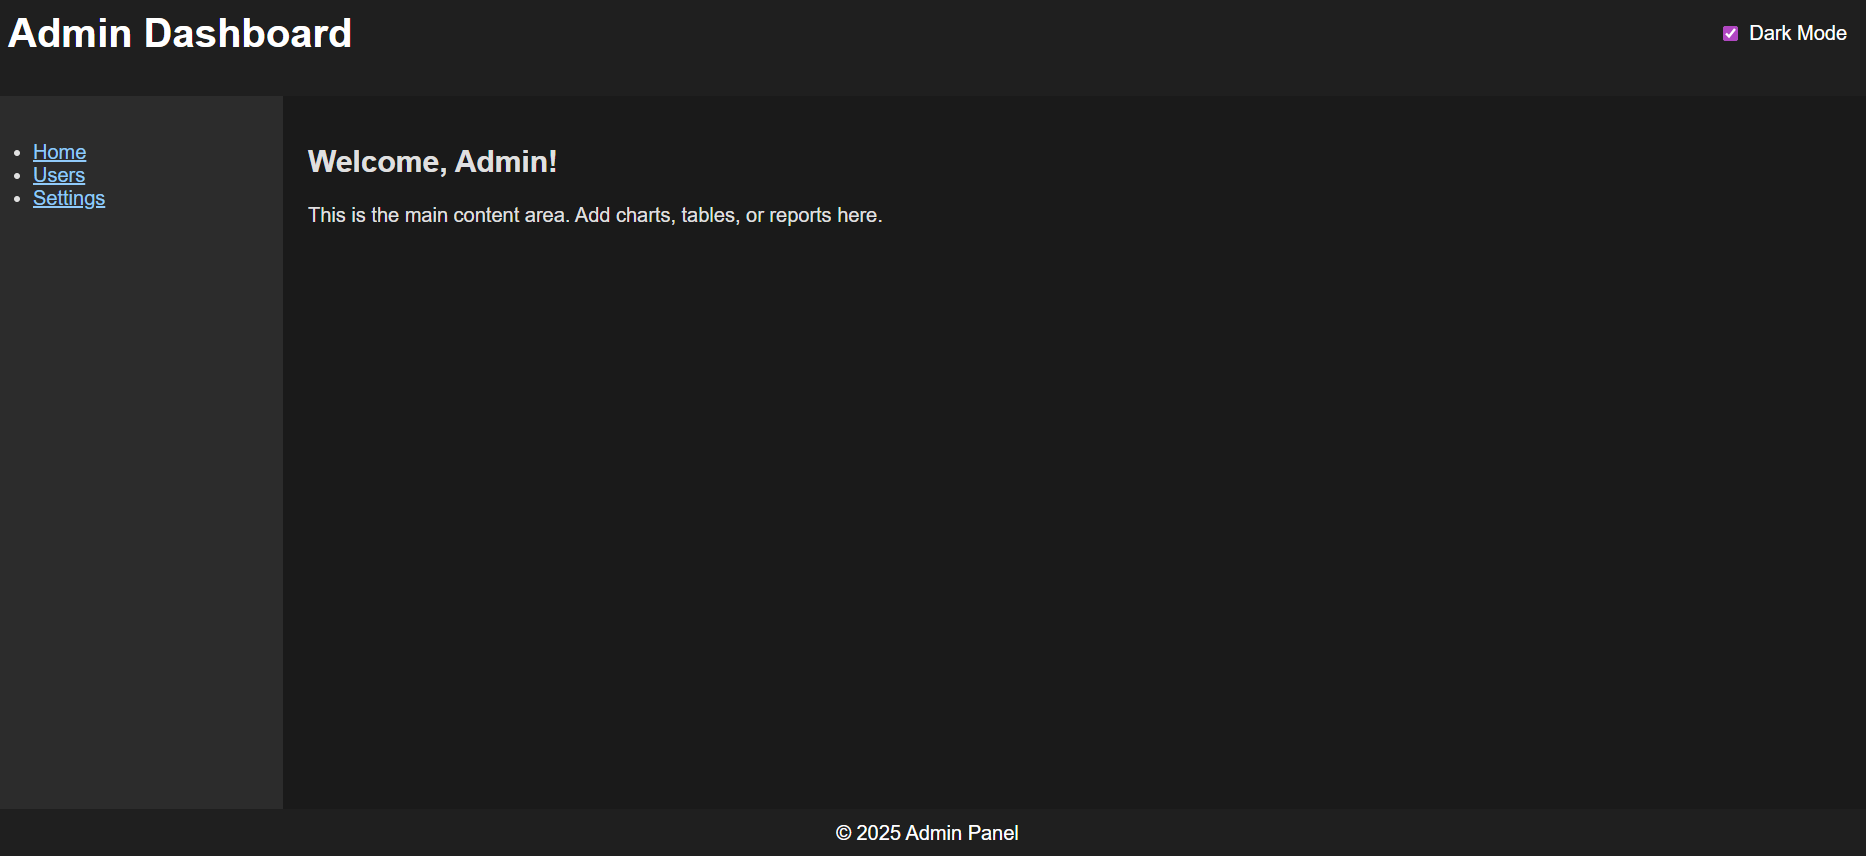 Admin Dashboard
Dark Mode
Home
Users
Settings
Welcome, Admin!
This is the main content area. Add charts, tables, or reports here.
© 2025 Admin Panel